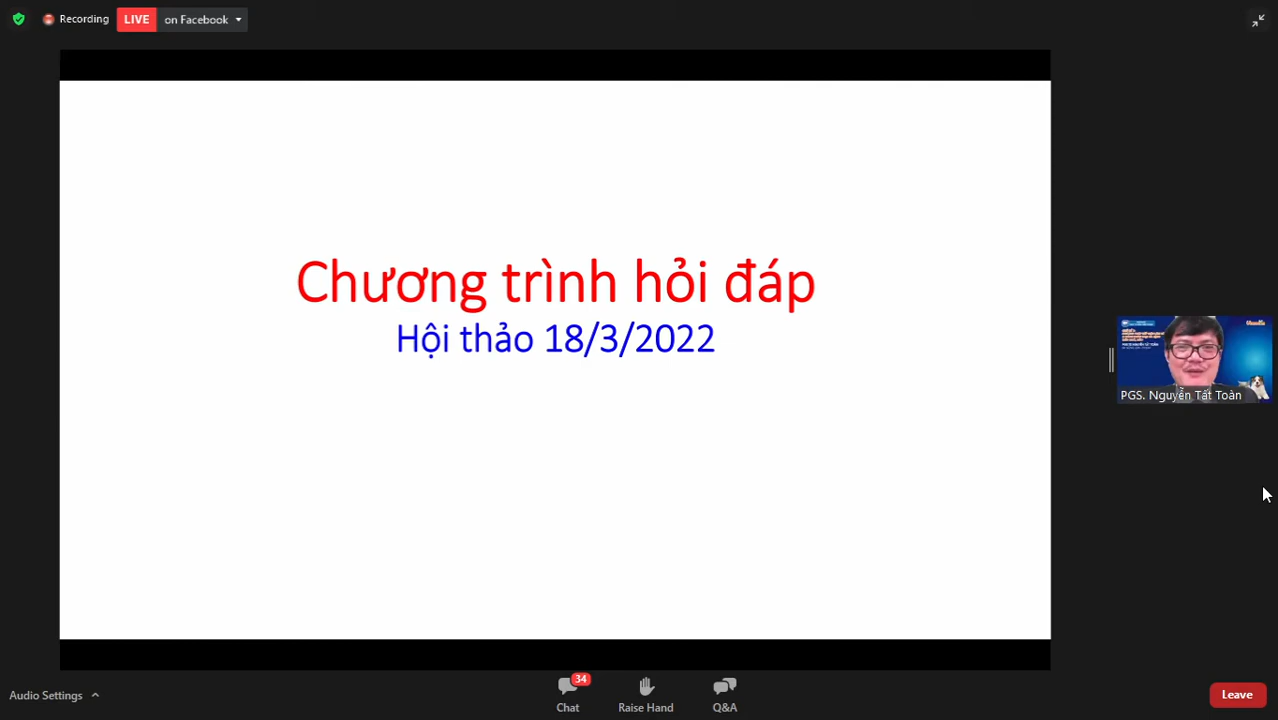 Recording
LIVE
on Facebook
Chương trình hỏi đáp
Hội thảo 18/3/2022
PGS. Nguyễn Tất Toàn
Audio Settings
34
Chat
Raise Hand
Q&A
Leave